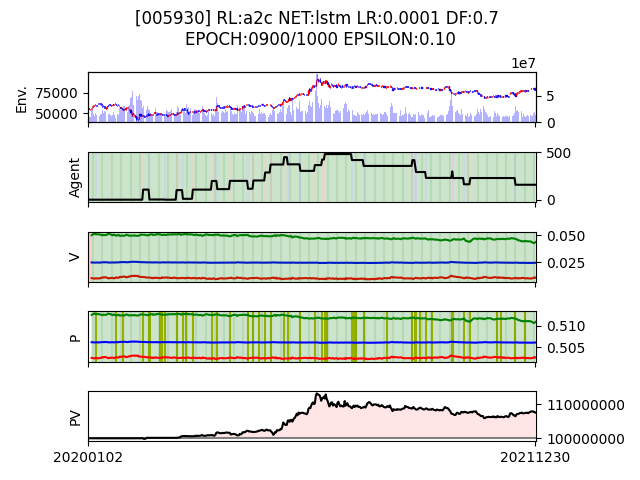 [005930] RL:a2c NET:lstm LR:0.0001 DF:0.7
EPOCH:0900/1000 EPSILON:0.10
1e7
Env.
75000
50000
5
0
Agent
500
0
V
0.050
0.025
P
0.510
0.505
PV
110000000
100000000
20200102
20211230